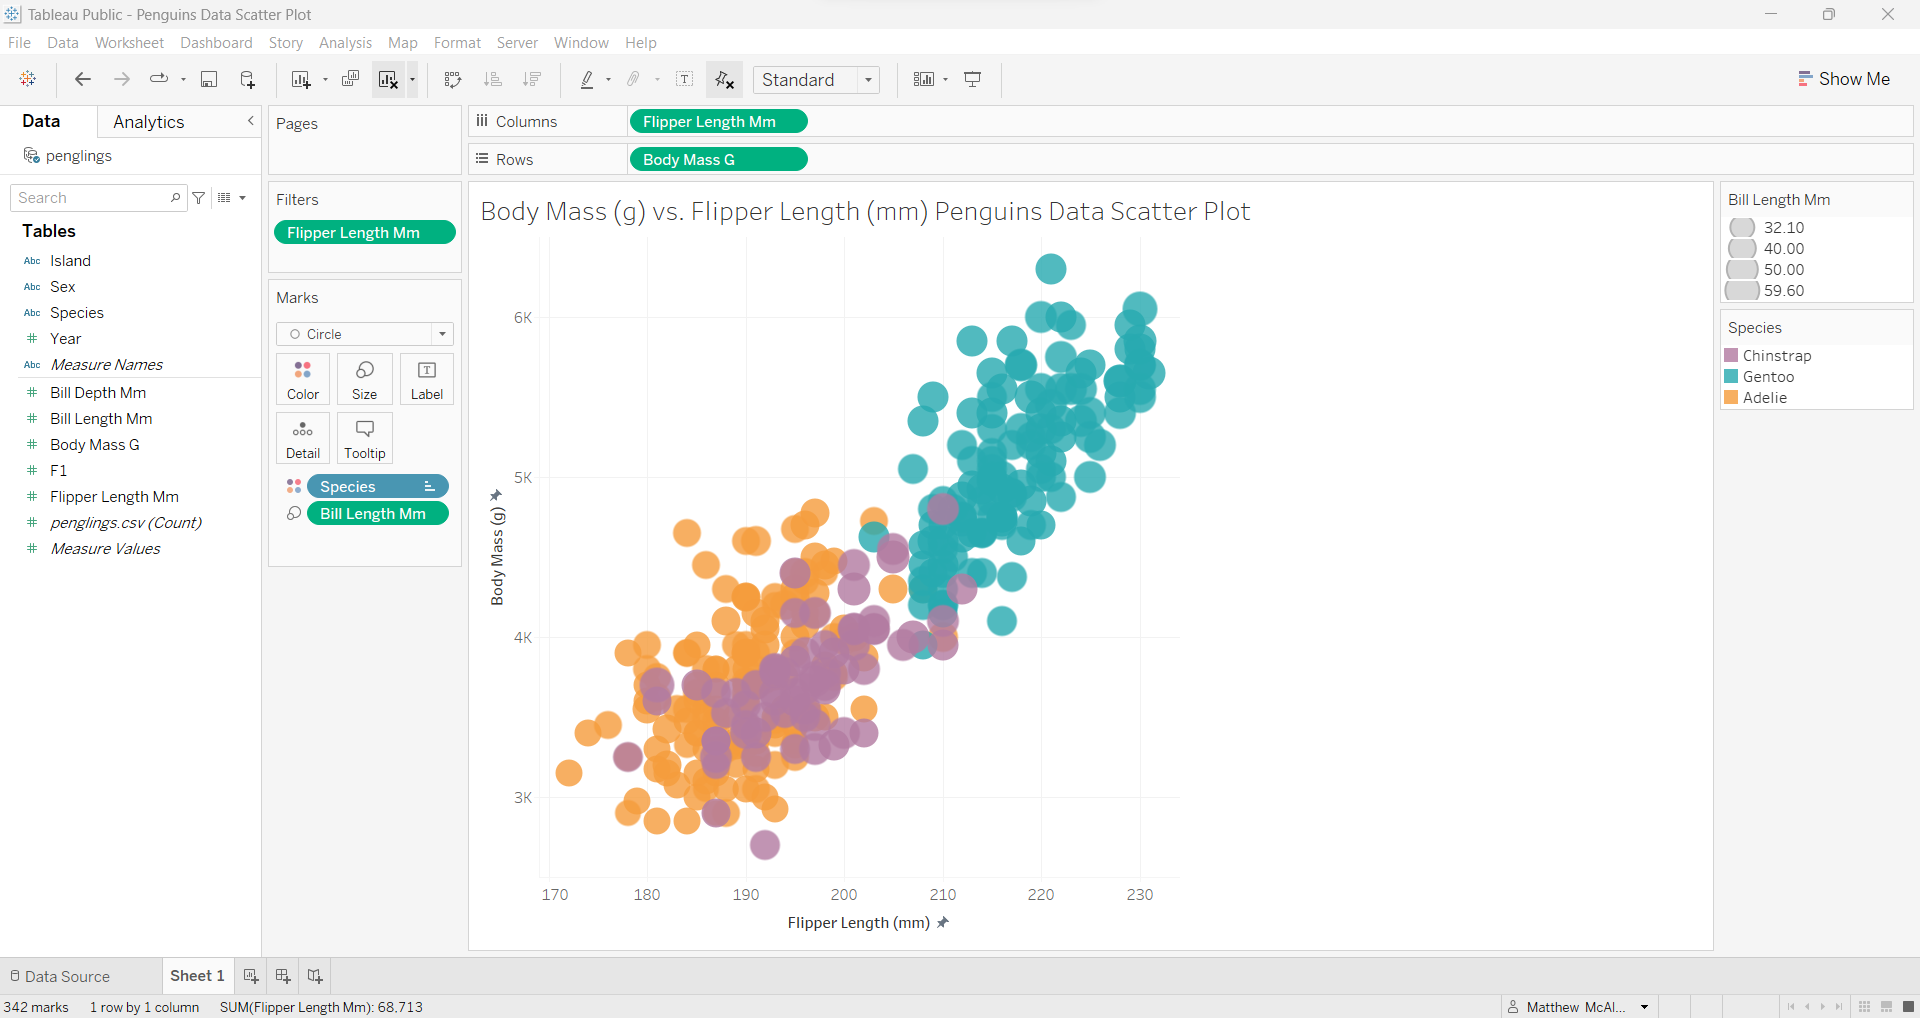 Tableau Public - Penguins Data Scatter Plot
File Data Worksheet Dashboard Story Analysis Map Format Server Window Help
Standard
Show Me
Data Analytics
penglings
Search
Tables
Abc Island
Abc Sex
Abc Species
# Year
Abc Measure Names
# Bill Depth Mm
# Bill Length Mm
# Body Mass G
# F1
# Flipper Length Mm
# penglings.csv (Count)
# Measure Values
Pages
Filters
Flipper Length Mm
Marks
Circle
Color Size Label
Detail Tooltip
Species
Bill Length Mm
Columns Flipper Length Mm
Rows Body Mass G
Body Mass (g) vs. Flipper Length (mm) Penguins Data Scatter Plot
6K
5K
4K
3K
Body Mass (g)
170 180 190 200 210 220 230
Flipper Length (mm)
Bill Length Mm
32.10
40.00
50.00
59.60
Species
Chinstrap
Gentoo
Adelie
Data Source Sheet 1
342 marks 1 row by 1 column SUM(Flipper Length Mm): 68,713
Matthew McAl...